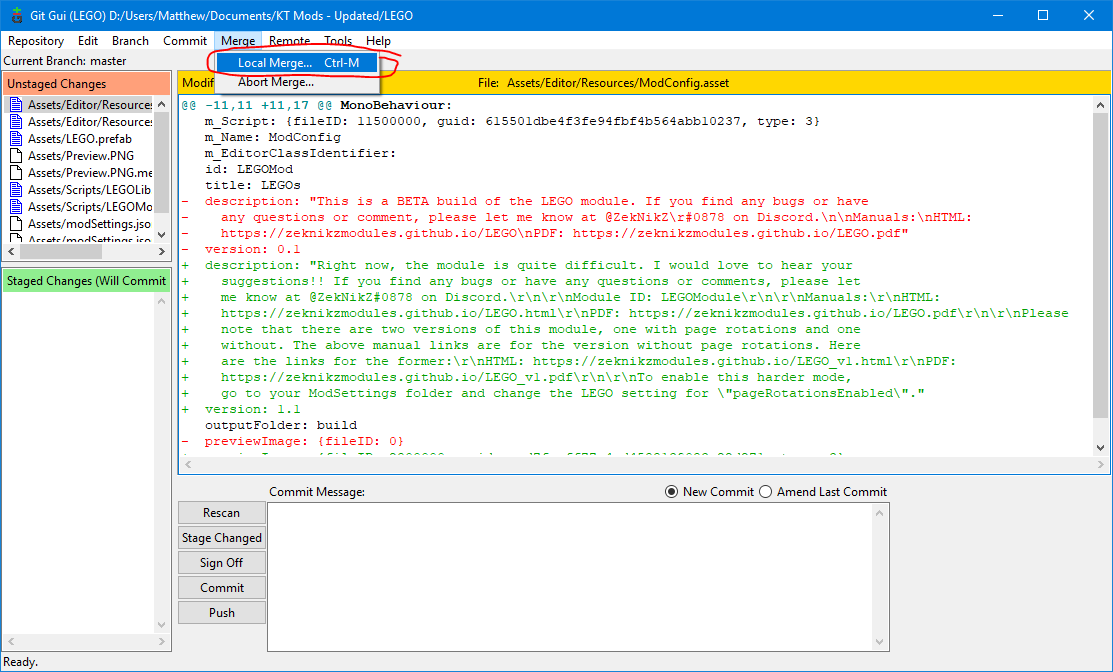 Git Gui (LEGO) D:/Users/Matthew/Documents/KT Mods - Updated/LEGO
Repository Edit Branch Commit Merge Remote Tools Help
Current Branch: master
Local Merge... Ctrl-M
Abort Merge...
Unstaged Changes
Assets/Editor/Resources
Assets/Editor/Resources
Assets/LEGO.prefab
Assets/Preview.PNG
Assets/Preview.PNG.me
Assets/Scripts/LEGOLib
Assets/Scripts/LEGOMo
Assets/modSettings.jso
Assets/modSettings.jso
Staged Changes (Will Commit
Modif File: Assets/Editor/Resources/ModConfig.asset
@@ -11,11 +11,17 @@ MonoBehaviour:
m_Script: {fileID: 11500000, guid: 615501dbe4f3fe94fbf4b564abb10237, type: 3}
m_Name: ModConfig
m_EditorClassIdentifier:
id: LEGOMod
title: LEGOs
- description: "This is a BETA build of the LEGO module. If you find any bugs or have
- any questions or comment, please let me know at @ZekNikZ\r#0878 on Discord.\n\nManuals:\nHTML:
- https://zeknikzmodules.github.io/LEGO\nPDF: https://zeknikzmodules.github.io/LEGO.pdf"
- version: 0.1
+ description: "Right now, the module is quite difficult. I would love to hear your
+ suggestions!! If you find any bugs or have any questions or comments, please let
+ me know at @ZekNikZ#0878 on Discord.\r\n\r\nModule ID: LEGOModule\r\n\r\nManuals:\r\nHTML:
+ https://zeknikzmodules.github.io/LEGO.html\r\nPDF: https://zeknikzmodules.github.io/LEGO.pdf\r\n\r\nPlease
+ note that there are two versions of this module, one with page rotations and one
+ without. The above manual links are for the version without page rotations. Here
+ are the links for the former:\r\nHTML: https://zeknikzmodules.github.io/LEGO_v1.html\r\nPDF:
+ https://zeknikzmodules.github.io/LEGO_v1.pdf\r\n\r\nTo enable this harder mode,
+ go to your ModSettings folder and change the LEGO setting for \"pageRotationsEnabled\"."
+ version: 1.1
outputFolder: build
- previewImage: {fileID: 0}
Commit Message: New Commit Amend Last Commit
Rescan
Stage Changed
Sign Off
Commit
Push
Ready.